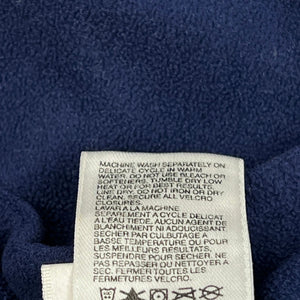 MACHINE WASH SEPARATELY ON
DELICATE CYCLE IN WARM
WATER. DO NOT USE BLEACH OR
SOFTENERS. TUMBLE DRY LOW
HEAT OR FOR BEST RESULTS
LINE DRY. DO NOT IRON OR DRY
CLEAN. SECURE ALL VELCRO
CLOSURES.
LAVAR A LA MACHINE
SEPAREMENT A CYCLE DELICAT
A L'EAU TIEDE. AUCUN AGENT DE
BLANCHIMENT NI ADOUCISSANT
SECHER PAR CULBUTAGE A
BASSE TEMPERATURE OU POUR
LES MEILLEURS RESULTATS,
SUSPENDRE POUR SECHER. NE
PAS REPASSER OU NETTOYER
A SEC. FERMER TOUTES LES
VELCRO